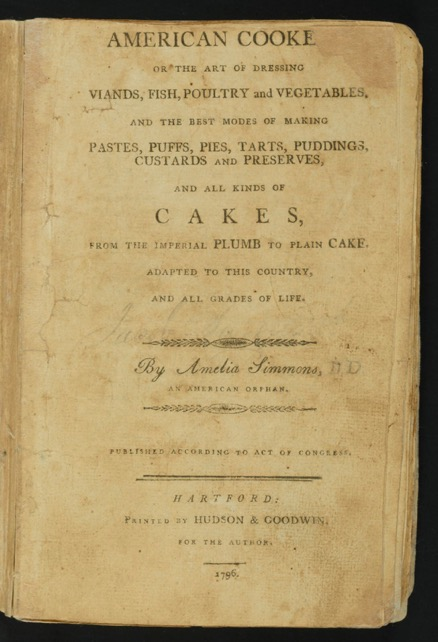 AMERICAN COOKE
OR THE ART OF DRESSING
VIANDS, FISH, POULTRY and VEGETABLES,
AND THE BEST MODES OF MAKING
PASTES, PUFFS, PIES, TARTS, PUDDINGS,
CUSTARDS AND PRESERVES,
AND ALL KINDS OF
CAKES,
FROM THE IMPERIAL PLUMB TO PLAIN CAKE.
ADAPTED TO THIS COUNTRY,
AND ALL GRADES OF LIFE.
By Amelia Simmons,
AN AMERICAN ORPHAN.
PUBLISHED ACCORDING TO ACT OF CONGRESS.
HARTFORD:
PRINTED BY HUDSON & GOODWIN.
FOR THE AUTHOR.
1796.